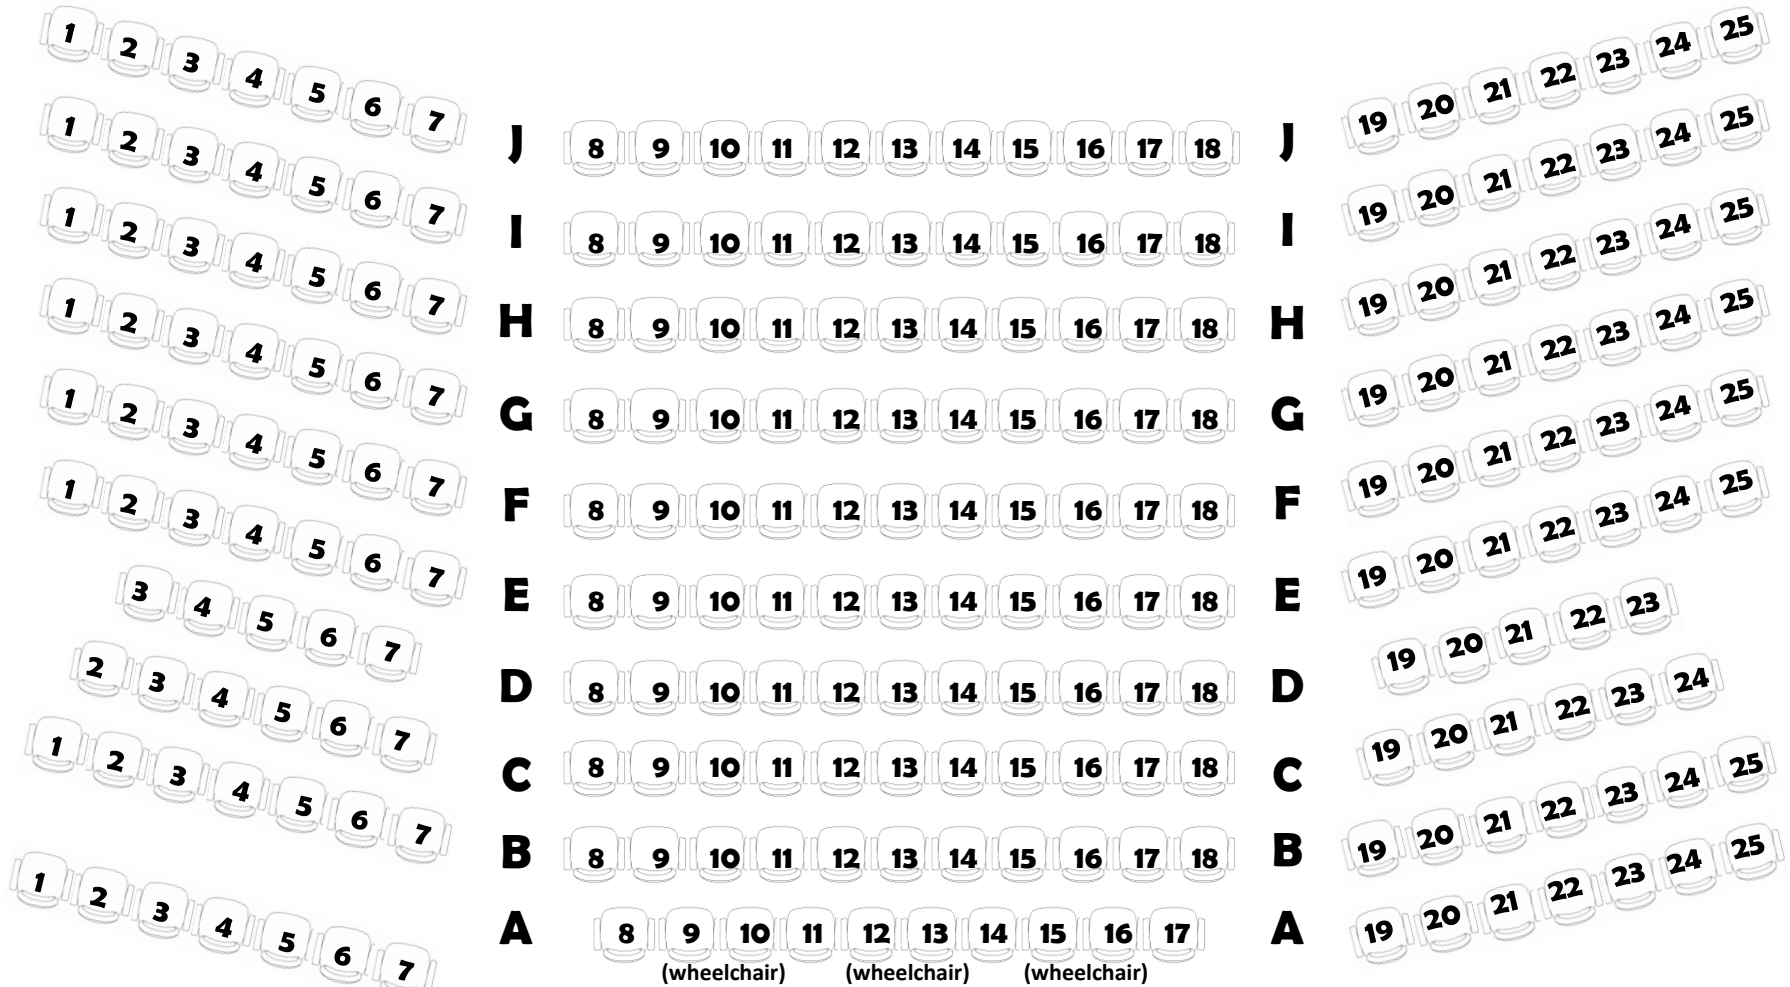 1 2 3 4 5 6 7 J 8 9 10 11 12 13 14 15 16 17 18 J 19 20 21 22 23 24 25
1 2 3 4 5 6 7 I 8 9 10 11 12 13 14 15 16 17 18 I 19 20 21 22 23 24 25
1 2 3 4 5 6 7 H 8 9 10 11 12 13 14 15 16 17 18 H 19 20 21 22 23 24 25
1 2 3 4 5 6 7 G 8 9 10 11 12 13 14 15 16 17 18 G 19 20 21 22 23 24 25
1 2 3 4 5 6 7 F 8 9 10 11 12 13 14 15 16 17 18 F 19 20 21 22 23 24 25
1 2 3 4 5 6 7 E 8 9 10 11 12 13 14 15 16 17 18 E 19 20 21 22 23 24 25
3 4 5 6 7 D 8 9 10 11 12 13 14 15 16 17 18 D 19 20 21 22 23
2 3 4 5 6 7 C 8 9 10 11 12 13 14 15 16 17 18 C 19 20 21 22 23 24
1 2 3 4 5 6 7 B 8 9 10 11 12 13 14 15 16 17 18 B 19 20 21 22 23 24 25
1 2 3 4 5 6 7 A 8 9 10 11 12 13 14 15 16 17 A 19 20 21 22 23 24 25
(wheelchair) (wheelchair) (wheelchair)